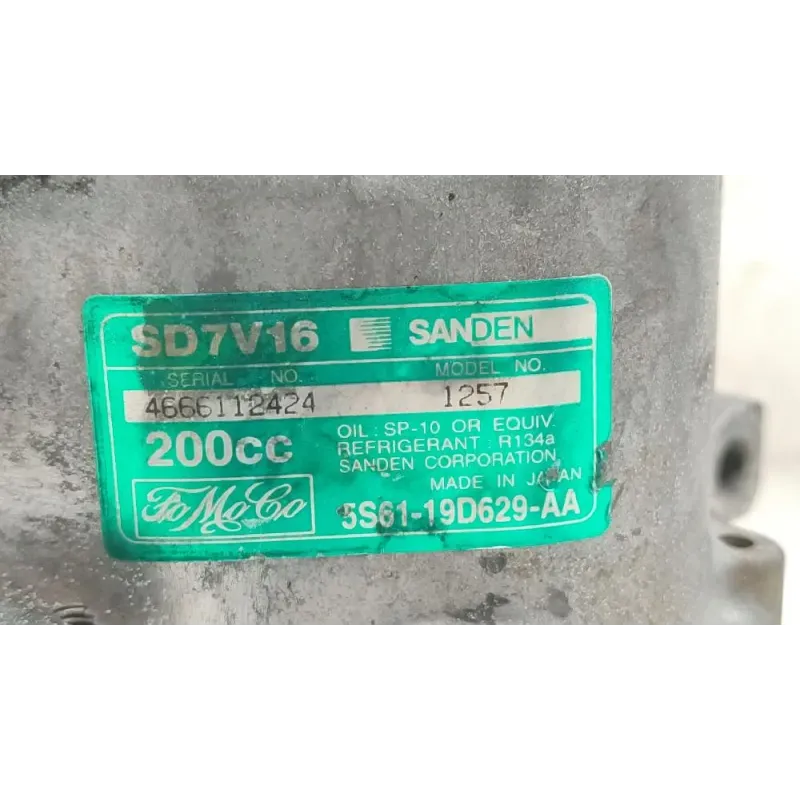 SD7V16 SANDEN
SERIAL NO. MODEL NO.
4666112424 1257
200cc OIL : SP-10 OR EQUIV.
REFRIGERANT : R134a
SANDEN CORPORATION
MADE IN JAPAN
FoMoCo 5S61-19D629-AA